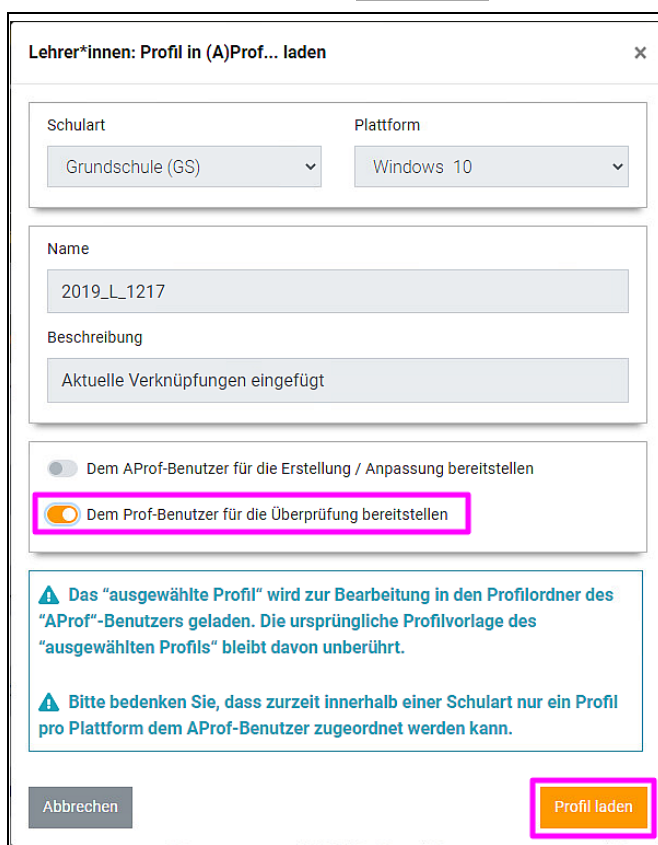 Lehrer*innen: Profil in (A)Prof... laden ×
Schulart Plattform
Grundschule (GS) Windows 10
Name
2019_L_1217
Beschreibung
Aktuelle Verknüpfungen eingefügt
Dem AProf-Benutzer für die Erstellung / Anpassung bereitstellen
Dem Prof-Benutzer für die Überprüfung bereitstellen
Das “ausgewählte Profil“ wird zur Bearbeitung in den Profilordner des
“AProf“-Benutzers geladen. Die ursprüngliche Profilvorlage des
“ausgewählten Profils“ bleibt davon unberührt.
Bitte bedenken Sie, dass zurzeit innerhalb einer Schulart nur ein Profil
pro Plattform dem AProf-Benutzer zugeordnet werden kann.
Abbrechen Profil laden